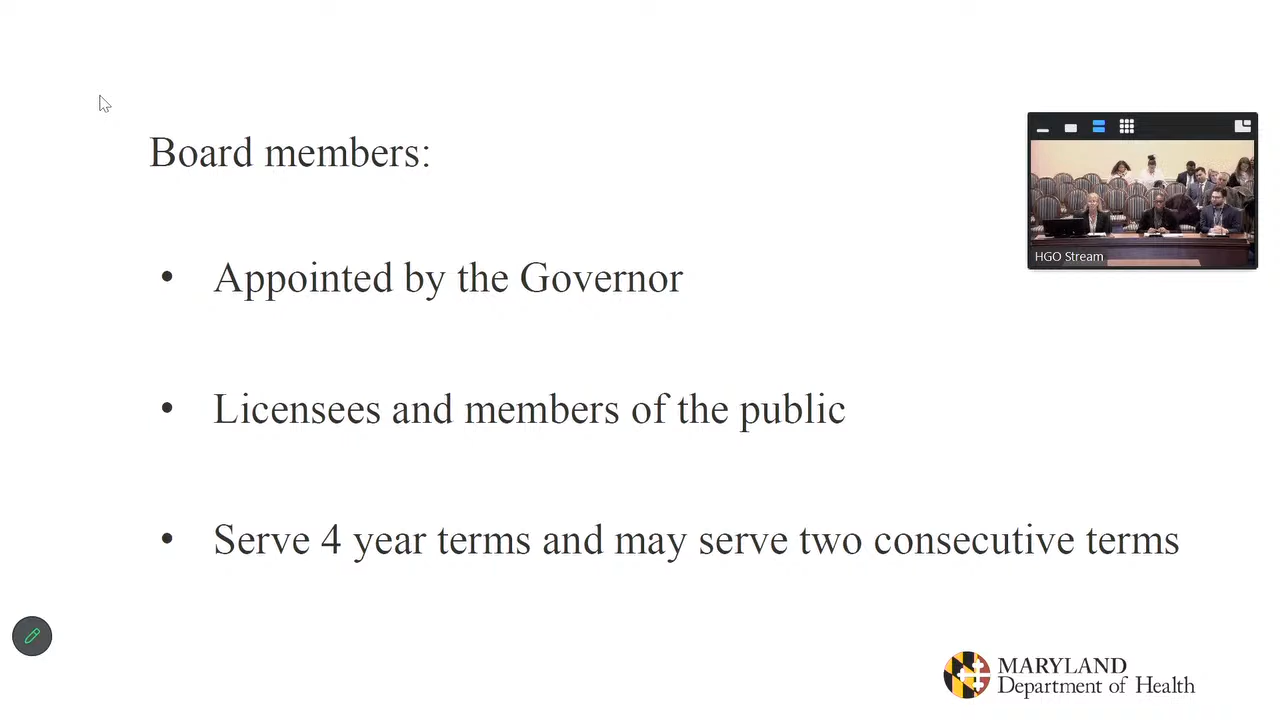 Board members:
HGO Stream
• Appointed by the Governor
• Licensees and members of the public
• Serve 4 year terms and may serve two consecutive terms
MARYLAND
Department of Health